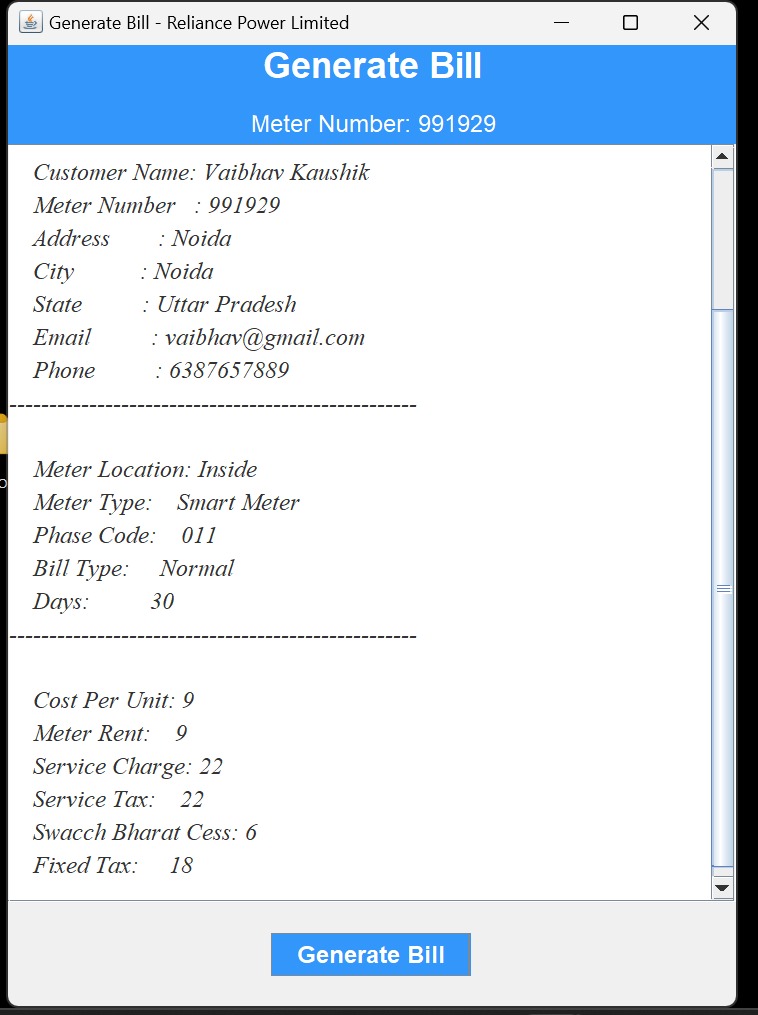 Generate Bill - Reliance Power Limited
Generate Bill
Meter Number: 991929
Customer Name: Vaibhav Kaushik
Meter Number : 991929
Address : Noida
City : Noida
State : Uttar Pradesh
Email : vaibhav@gmail.com
Phone : 6387657889
---------------------------------------------------
Meter Location: Inside
Meter Type: Smart Meter
Phase Code: 011
Bill Type: Normal
Days: 30
---------------------------------------------------
Cost Per Unit: 9
Meter Rent: 9
Service Charge: 22
Service Tax: 22
Swacch Bharat Cess: 6
Fixed Tax: 18
Generate Bill